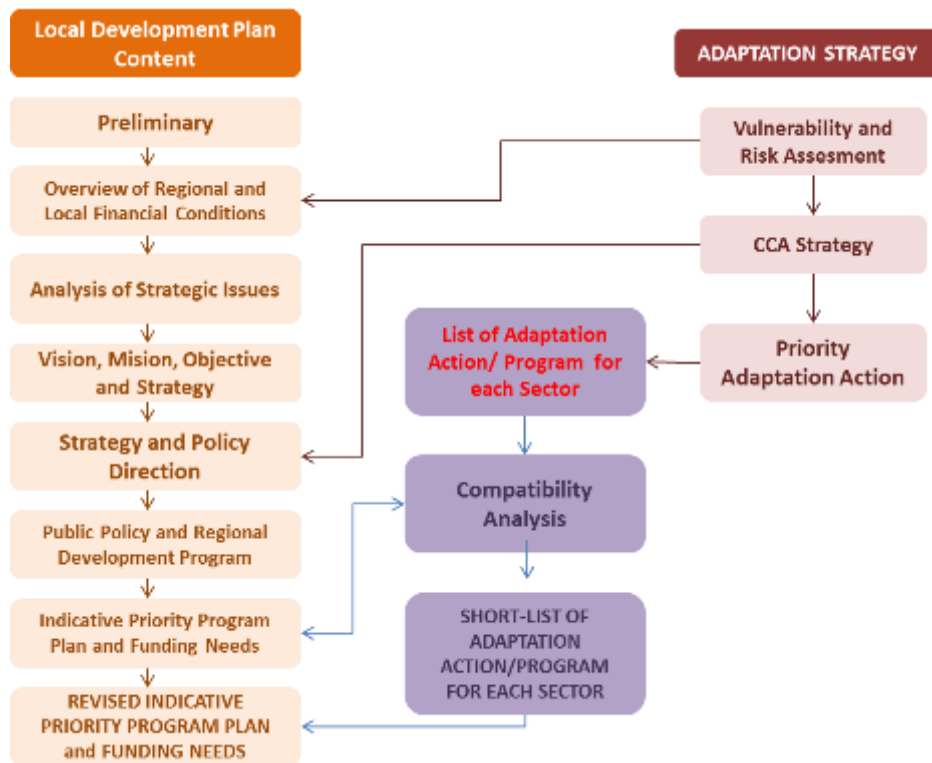 Local Development Plan
Content
Preliminary
Overview of Regional and
Local Financial Conditions
Analysis of Strategic Issues
Vision, Mision, Objective
and Strategy
Strategy and Policy
Direction
Public Policy and Regional
Development Program
Indicative Priority Program
Plan and Funding Needs
REVISED INDICATIVE
PRIORITY PROGRAM PLAN
and FUNDING NEEDS
List of Adaptation
Action/ Program for
each Sector
Compatibility
Analysis
SHORT-LIST OF
ADAPTATION
ACTION/PROGRAM
FOR EACH SECTOR
ADAPTATION STRATEGY
Vulnerability and
Risk Assesment
CCA Strategy
Priority
Adaptation Action